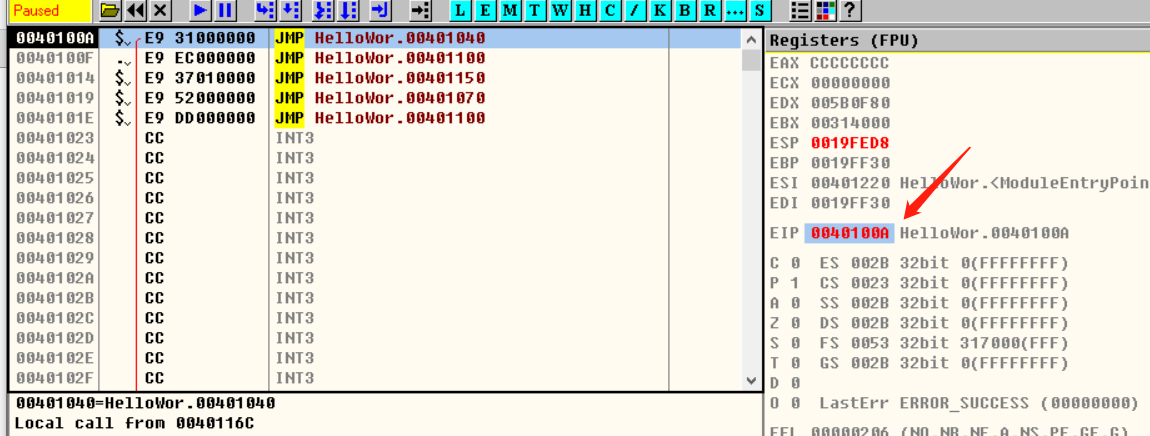 Paused L E M T W H C / K B R ... S ?
0040100A $ E9 31000000 JMP HelloWor.00401040
0040100F . E9 EC000000 JMP HelloWor.00401100
00401014 $ E9 37010000 JMP HelloWor.00401150
00401019 $ E9 52000000 JMP HelloWor.00401070
0040101E $ E9 DD000000 JMP HelloWor.00401100
00401023 CC INT3
00401024 CC INT3
00401025 CC INT3
00401026 CC INT3
00401027 CC INT3
00401028 CC INT3
00401029 CC INT3
0040102A CC INT3
0040102B CC INT3
0040102C CC INT3
0040102D CC INT3
0040102E CC INT3
0040102F CC INT3
00401040=HelloWor.00401040
Local call from 0040116C
Registers (FPU)
EAX CCCCCCCC
ECX 00000000
EDX 005B0F80
EBX 00314000
ESP 0019FED8
EBP 0019FF30
ESI 00401220 HelloWor.<ModuleEntryPoin
EDI 0019FF30
EIP 0040100A HelloWor.0040100A
C 0 ES 002B 32bit 0(FFFFFFFF)
P 1 CS 0023 32bit 0(FFFFFFFF)
A 0 SS 002B 32bit 0(FFFFFFFF)
Z 0 DS 002B 32bit 0(FFFFFFFF)
S 0 FS 0053 32bit 317000(FFF)
T 0 GS 002B 32bit 0(FFFFFFFF)
D 0
O 0 LastErr ERROR_SUCCESS (00000000)
EFL 00000206 (NO,NB,NE,A,NS,PE,GE,G)